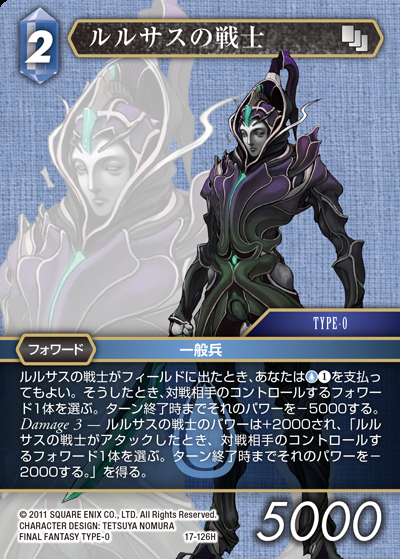 2
ルルサスの戦士
TYPE-0
フォワード
一般兵
ルルサスの戦士がフィールドに出たとき、あなたは1を支払っ
てもよい。そうしたとき、対戦相手のコントロールするフォワー
ド1体を選ぶ。ターン終了時までそれのパワーを−5000する。
Damage 3 — ルルサスの戦士のパワーは+2000され、「ルル
サスの戦士がアタックしたとき、対戦相手のコントロールす
るフォワード1体を選ぶ。ターン終了時までそれのパワーを−
2000する。」を得る。
© 2011 SQUARE ENIX CO., LTD. All Rights Reserved.
CHARACTER DESIGN: TETSUYA NOMURA
FINAL FANTASY TYPE-0
17-126H
5000